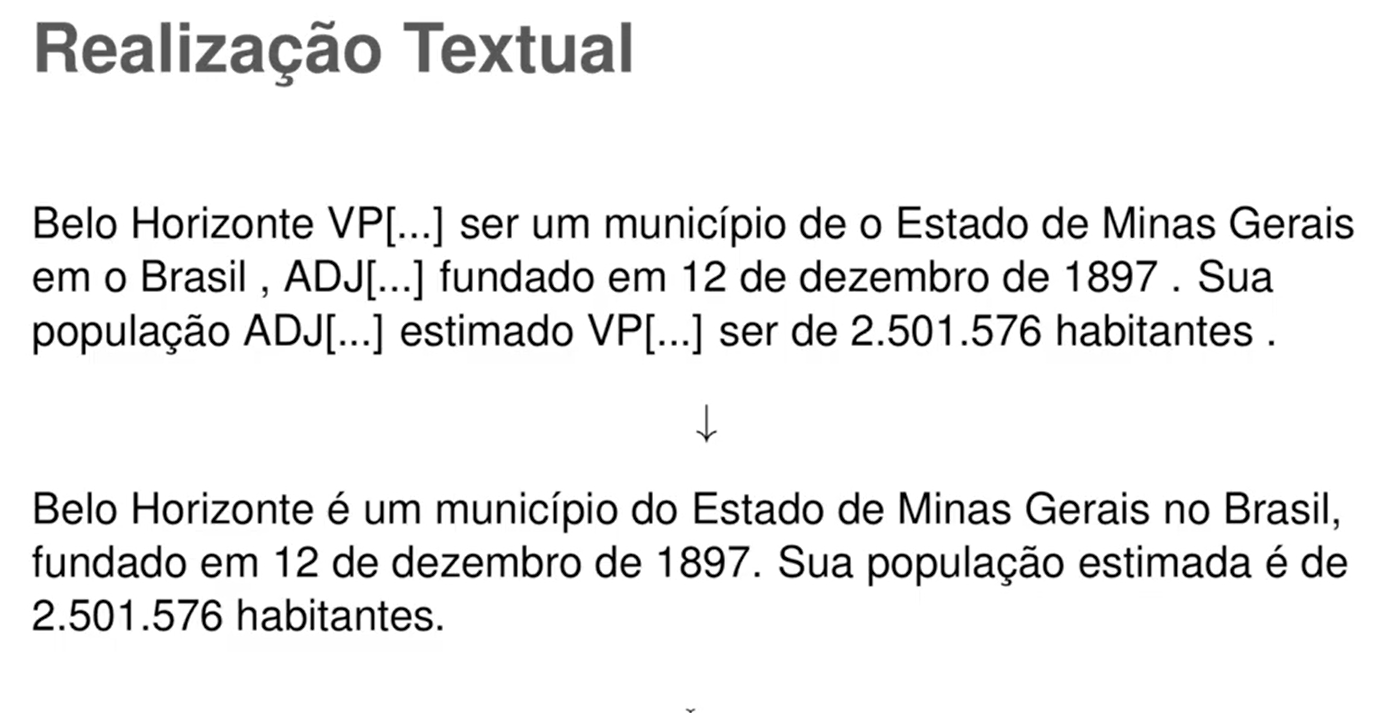 Realização Textual
Belo Horizonte VP[...] ser um município de o Estado de Minas Gerais
em o Brasil , ADJ[...] fundado em 12 de dezembro de 1897 . Sua
população ADJ[...] estimado VP[...] ser de 2.501.576 habitantes .
↓
Belo Horizonte é um município do Estado de Minas Gerais no Brasil,
fundado em 12 de dezembro de 1897. Sua população estimada é de
2.501.576 habitantes.